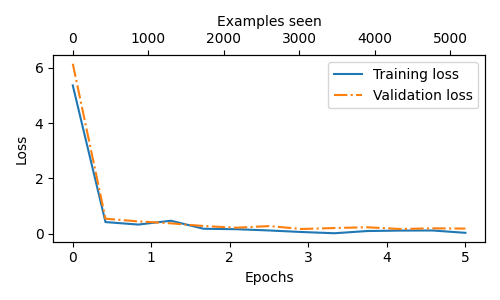 Examples seen
0 1000 2000 3000 4000 5000
6
4
2
0
Loss
Training loss
Validation loss
0 1 2 3 4 5
Epochs